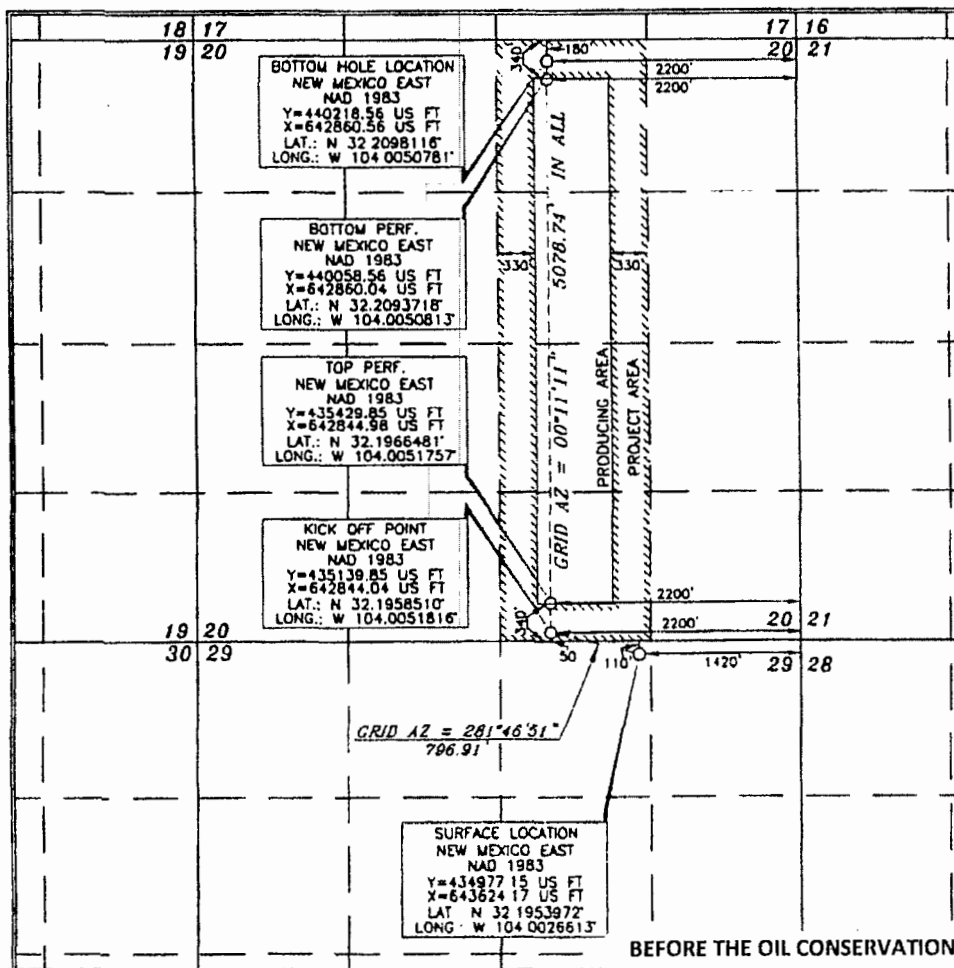 18 17
17 16
19 20
20 21
340'
180
2200'
2200'
BOTTOM HOLE LOCATION
NEW MEXICO EAST
NAD 1983
Y=440218.56 US FT
X=642860.56 US FT
LAT.: N 32.2098116°
LONG.: W 104.0050781°
5078.74' IN ALL
BOTTOM PERF.
NEW MEXICO EAST
NAD 1983
Y=440058.56 US FT
X=642860.04 US FT
LAT.: N 32.2093718°
LONG.: W 104.0050813°
330'
330'
TOP PERF.
NEW MEXICO EAST
NAD 1983
Y=435429.85 US FT
X=642844.98 US FT
LAT.: N 32.1966481°
LONG.: W 104.0051757°
GRID AZ = 00°11'11"
PRODUCING AREA
PROJECT AREA
KICK OFF POINT
NEW MEXICO EAST
NAD 1983
Y=435139.85 US FT
X=642844.04 US FT
LAT.: N 32.1958510°
LONG.: W 104.0051816°
2200'
340'
2200'
19 20
20 21
30 29
50
110'
1420'
29 28
GRID AZ = 281°46'51"
796.91'
SURFACE LOCATION
NEW MEXICO EAST
NAD 1983
Y=434977.15 US FT
X=643624.17 US FT
LAT N 32.1953972°
LONG : W 104.0026613°
BEFORE THE OIL CONSERVATION